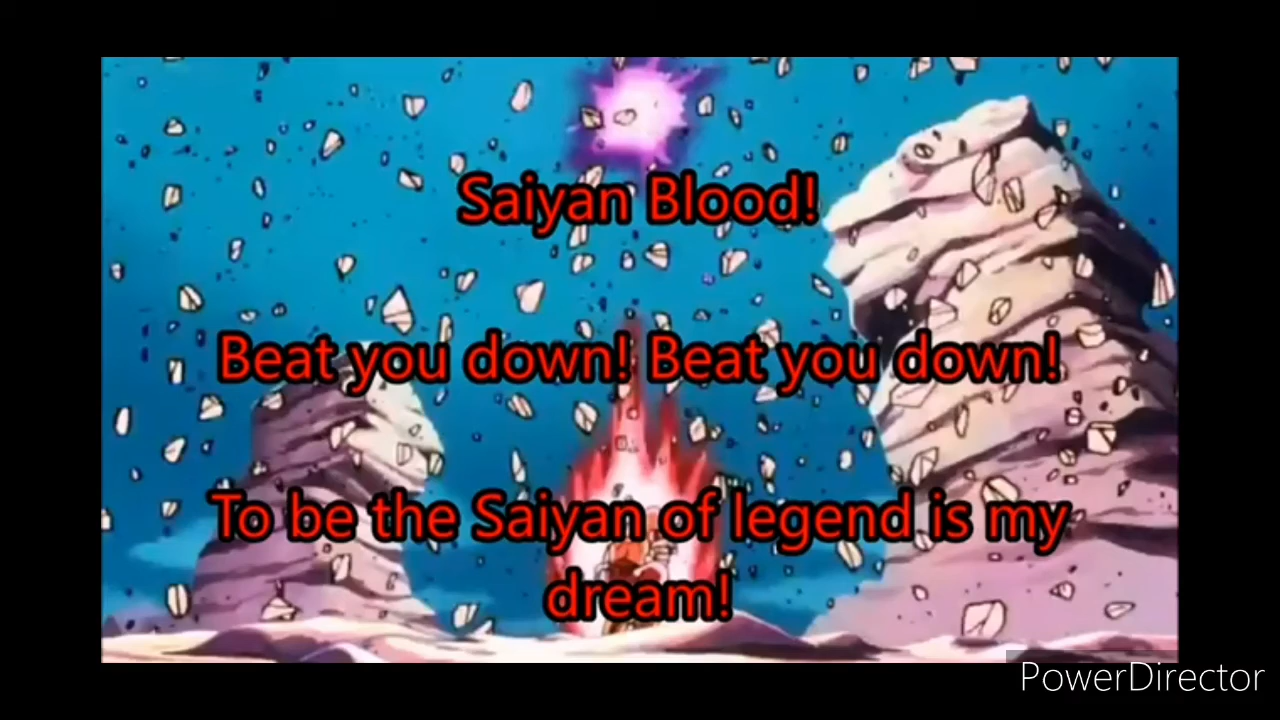 Saiyan Blood!
Beat you down! Beat you down!
To be the Saiyan of legend is my
dream!
PowerDirector